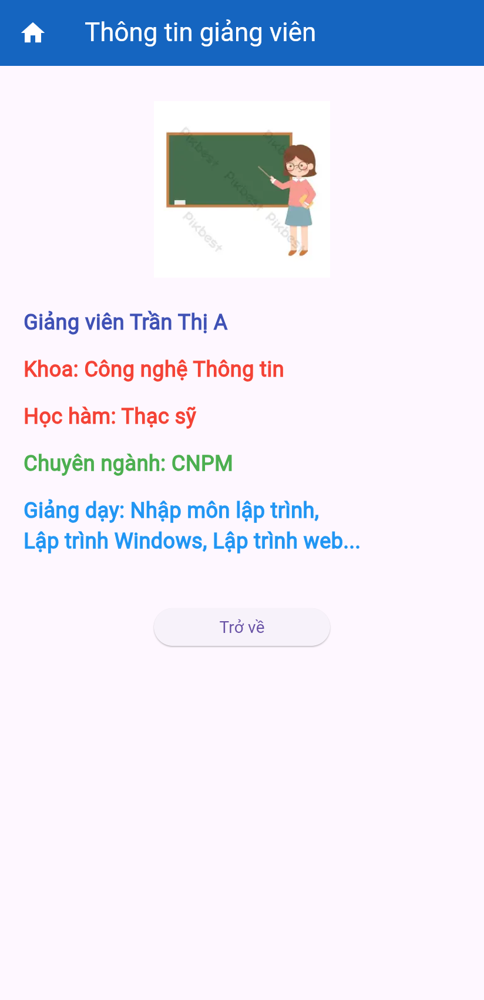 Thông tin giảng viên
Pikbest
Pikbest
Pikbest
Pikbest
Giảng viên Trần Thị A
Khoa: Công nghệ Thông tin
Học hàm: Thạc sỹ
Chuyên ngành: CNPM
Giảng dạy: Nhập môn lập trình,
Lập trình Windows, Lập trình web...
Trở về